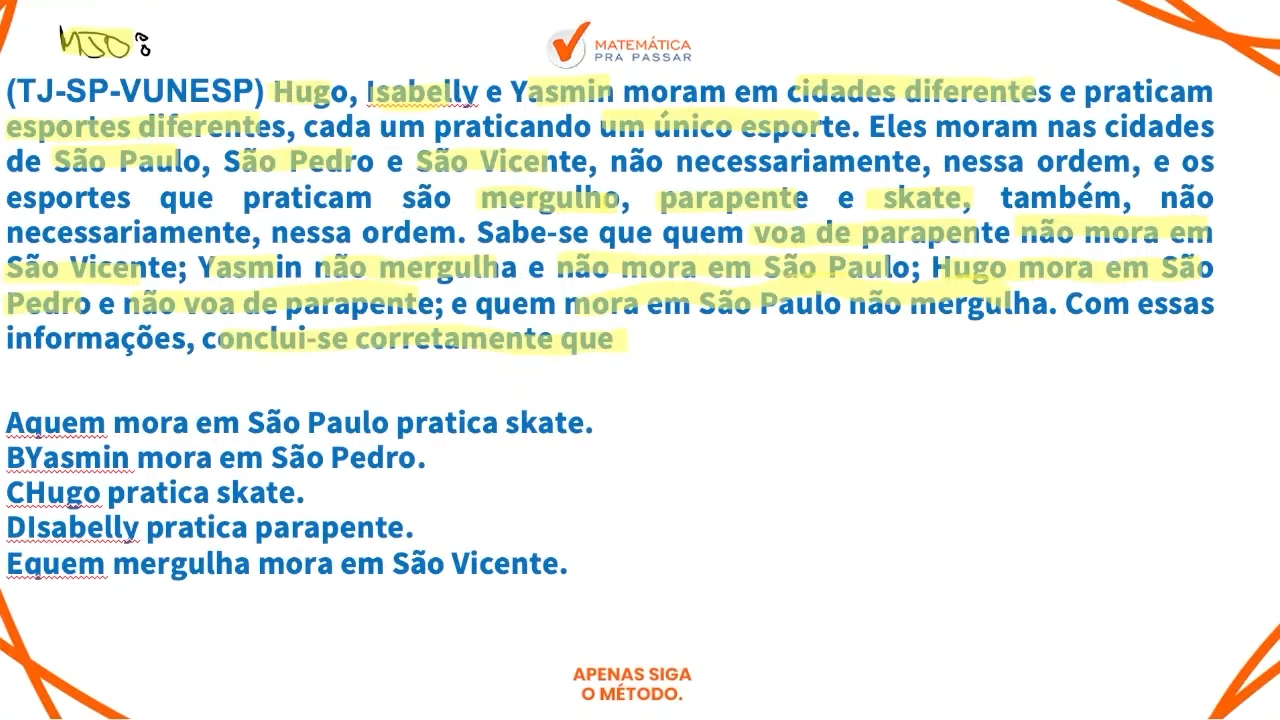 MATEMÁTICA
PRA PASSAR
(TJ-SP-VUNESP) Hugo, Isabelly e Yasmin moram em cidades diferentes e praticam
esportes diferentes, cada um praticando um único esporte. Eles moram nas cidades
de São Paulo, São Pedro e São Vicente, não necessariamente, nessa ordem, e os
esportes que praticam são mergulho, parapente e skate, também, não
necessariamente, nessa ordem. Sabe-se que quem voa de parapente não mora em
São Vicente; Yasmin não mergulha e não mora em São Paulo; Hugo mora em São
Pedro e não voa de parapente; e quem mora em São Paulo não mergulha. Com essas
informações, conclui-se corretamente que
Aquem mora em São Paulo pratica skate.
BYasmin mora em São Pedro.
CHugo pratica skate.
DIsabelly pratica parapente.
Equem mergulha mora em São Vicente.
APENAS SIGA
O MÉTODO.